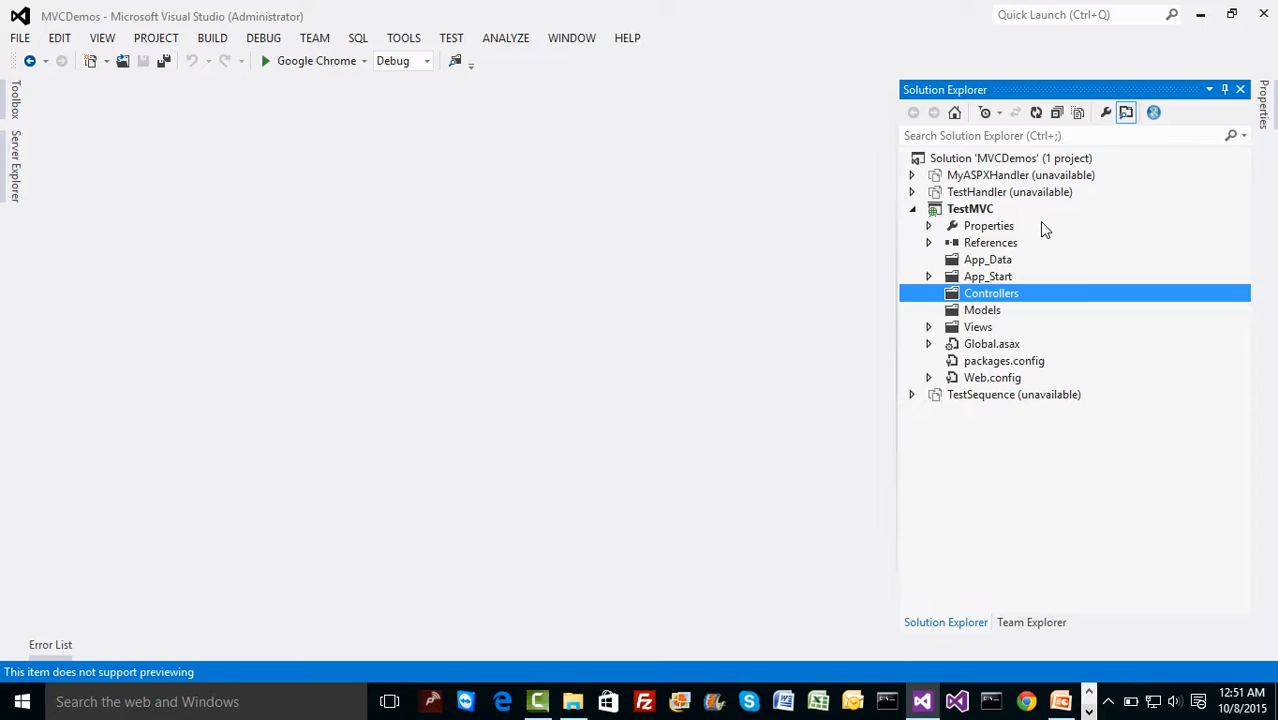 MVCDemos - Microsoft Visual Studio (Administrator)
Quick Launch (Ctrl+Q)
FILE EDIT VIEW PROJECT BUILD DEBUG TEAM SQL TOOLS TEST ANALYZE WINDOW HELP
Google Chrome Debug
Toolbox
Server Explorer
Solution Explorer
Properties
Search Solution Explorer (Ctrl+;)
Solution 'MVCDemos' (1 project)
MyASPXHandler (unavailable)
TestHandler (unavailable)
TestMVC
Properties
References
App_Data
App_Start
Controllers
Models
Views
Global.asax
packages.config
Web.config
TestSequence (unavailable)
Solution Explorer Team Explorer
Error List
This item does not support previewing
Search the web and Windows
12:51 AM
10/8/2015